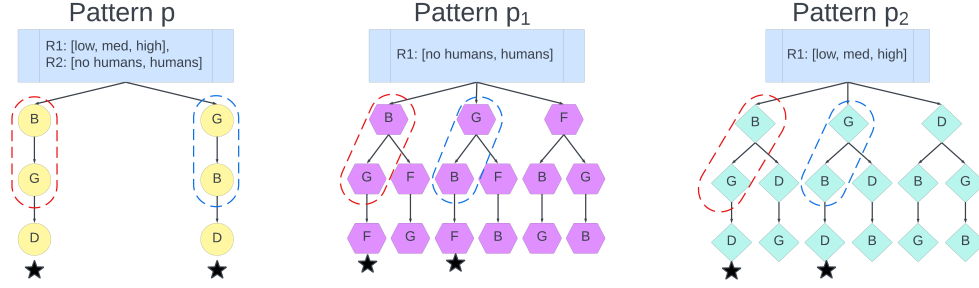 Pattern p
R1: [low, med, high],
R2: [no humans, humans]
B G
G B
D D
Pattern p₁
R1: [no humans, humans]
B G F
G F B F B G
F G F B G B
Pattern p₂
R1: [low, med, high]
B G D
G D B D B G
D G D B G B